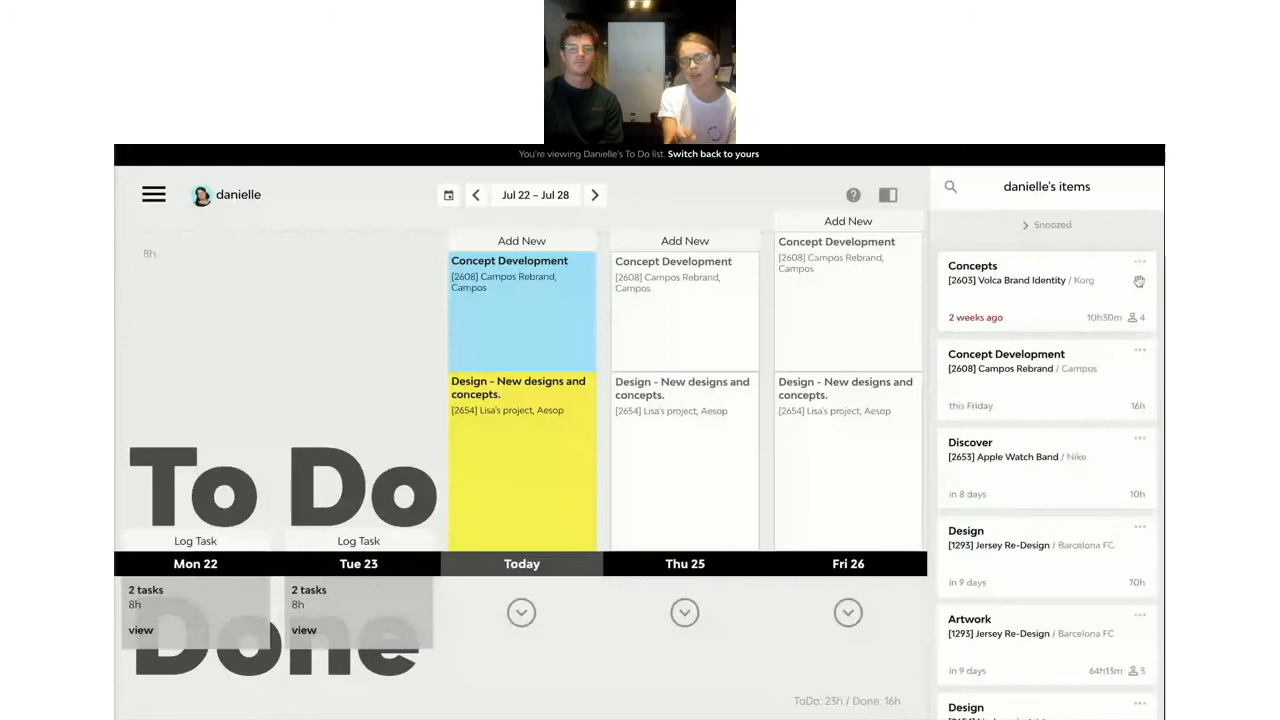 You're viewing Danielle's To Do list. Switch back to yours
danielle
Jul 22 – Jul 28
danielle's items
Snoozed
8h
Add New
Add New
Add New
Concept Development
[2608] Campos Rebrand,
Campos
Concept Development
[2608] Campos Rebrand,
Campos
Concept Development
[2608] Campos Rebrand,
Campos
Design - New designs and
concepts.
[2654] Lisa's project, Aesop
Design - New designs and
concepts.
[2654] Lisa's project, Aesop
Design - New designs and
concepts.
[2654] Lisa's project, Aesop
To Do
Log Task
Log Task
Mon 22
Tue 23
Today
Thu 25
Fri 26
2 tasks
8h
view
2 tasks
8h
view
Done
ToDo: 23h / Done: 16h
Concepts
[2603] Volca Brand Identity / Korg
2 weeks ago
10h30m
4
Concept Development
[2608] Campos Rebrand / Campos
this Friday
16h
Discover
[2653] Apple Watch Band / Nike
in 8 days
10h
Design
[1293] Jersey Re-Design / Barcelona FC
in 9 days
70h
Artwork
[1293] Jersey Re-Design / Barcelona FC
in 9 days
64h15m
3
Design